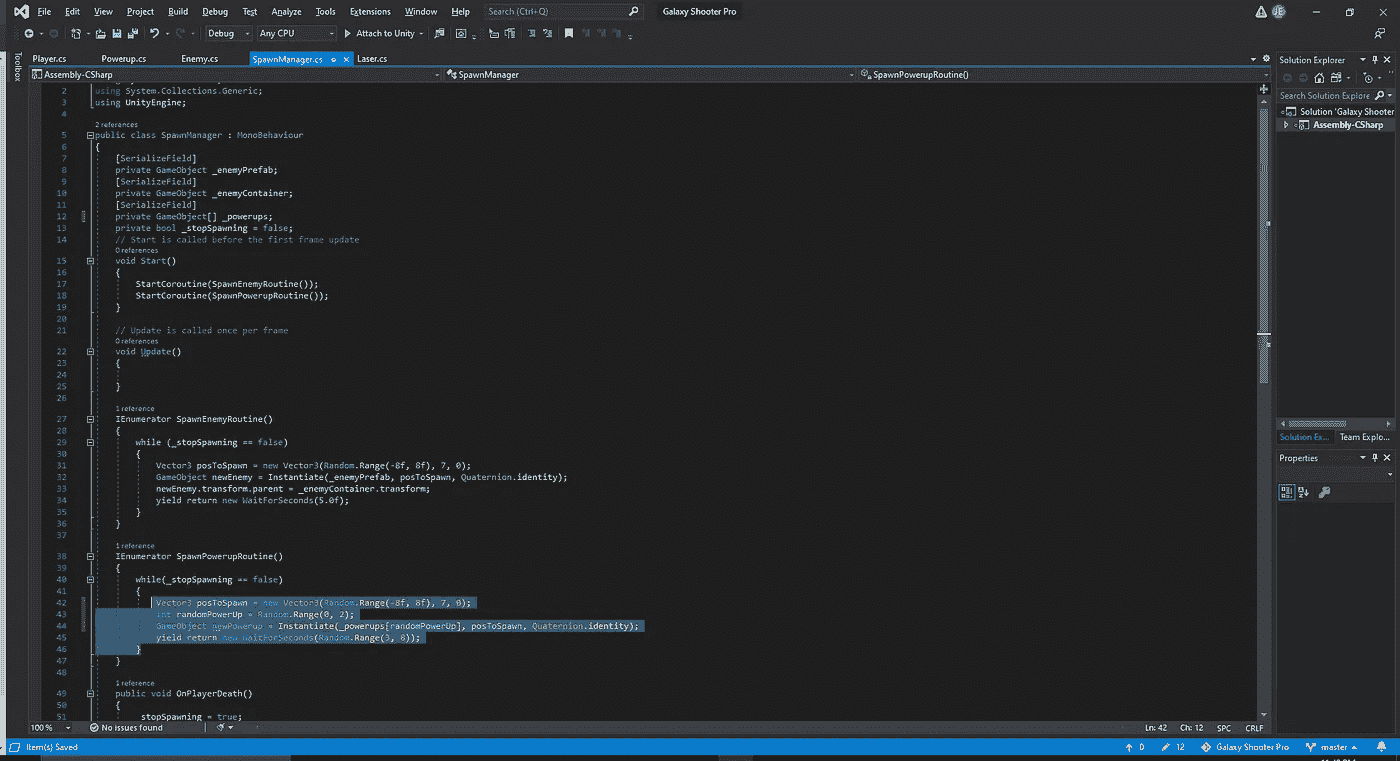 File Edit View Project Build Debug Test Analyze Tools Extensions Window Help Search (Ctrl+Q) Galaxy Shooter Pro JE
Debug Any CPU Attach to Unity
Toolbox
Player.cs Powerup.cs Enemy.cs SpawnManager.cs Laser.cs
Assembly-CSharp SpawnManager SpawnPowerupRoutine()
2 using System.Collections.Generic;
3 using UnityEngine;
4
2 references
5 public class SpawnManager : MonoBehaviour
6 {
7 [SerializeField]
8 private GameObject _enemyPrefab;
9 [SerializeField]
10 private GameObject _enemyContainer;
11 [SerializeField]
12 private GameObject[] _powerups;
13 private bool _stopSpawning = false;
14 // Start is called before the first frame update
0 references
15 void Start()
16 {
17 StartCoroutine(SpawnEnemyRoutine());
18 StartCoroutine(SpawnPowerupRoutine());
19 }
20
21 // Update is called once per frame
0 references
22 void Update()
23 {
24
25 }
26
1 reference
27 IEnumerator SpawnEnemyRoutine()
28 {
29 while (_stopSpawning == false)
30 {
31 Vector3 posToSpawn = new Vector3(Random.Range(-8f, 8f), 7, 0);
32 GameObject newEnemy = Instantiate(_enemyPrefab, posToSpawn, Quaternion.identity);
33 newEnemy.transform.parent = _enemyContainer.transform;
34 yield return new WaitForSeconds(5.0f);
35 }
36 }
37
1 reference
38 IEnumerator SpawnPowerupRoutine()
39 {
40 while(_stopSpawning == false)
41 {
42 Vector3 posToSpawn = new Vector3(Random.Range(-8f, 8f), 7, 0);
43 int randomPowerUp = Random.Range(0, 2);
44 GameObject newPowerup = Instantiate(_powerups[randomPowerUp], posToSpawn, Quaternion.identity);
45 yield return new WaitForSeconds(Random.Range(3, 8));
46 }
47 }
48
1 reference
49 public void OnPlayerDeath()
50 {
51 _stopSpawning = true;
Solution Explorer
Search Solution Explore
Solution 'Galaxy Shooter
Assembly-CSharp
Solution Ex... Team Explo...
Properties
100 % No issues found Ln: 42 Ch: 12 SPC CRLF
Item(s) Saved 0 12 Galaxy Shooter Pro master